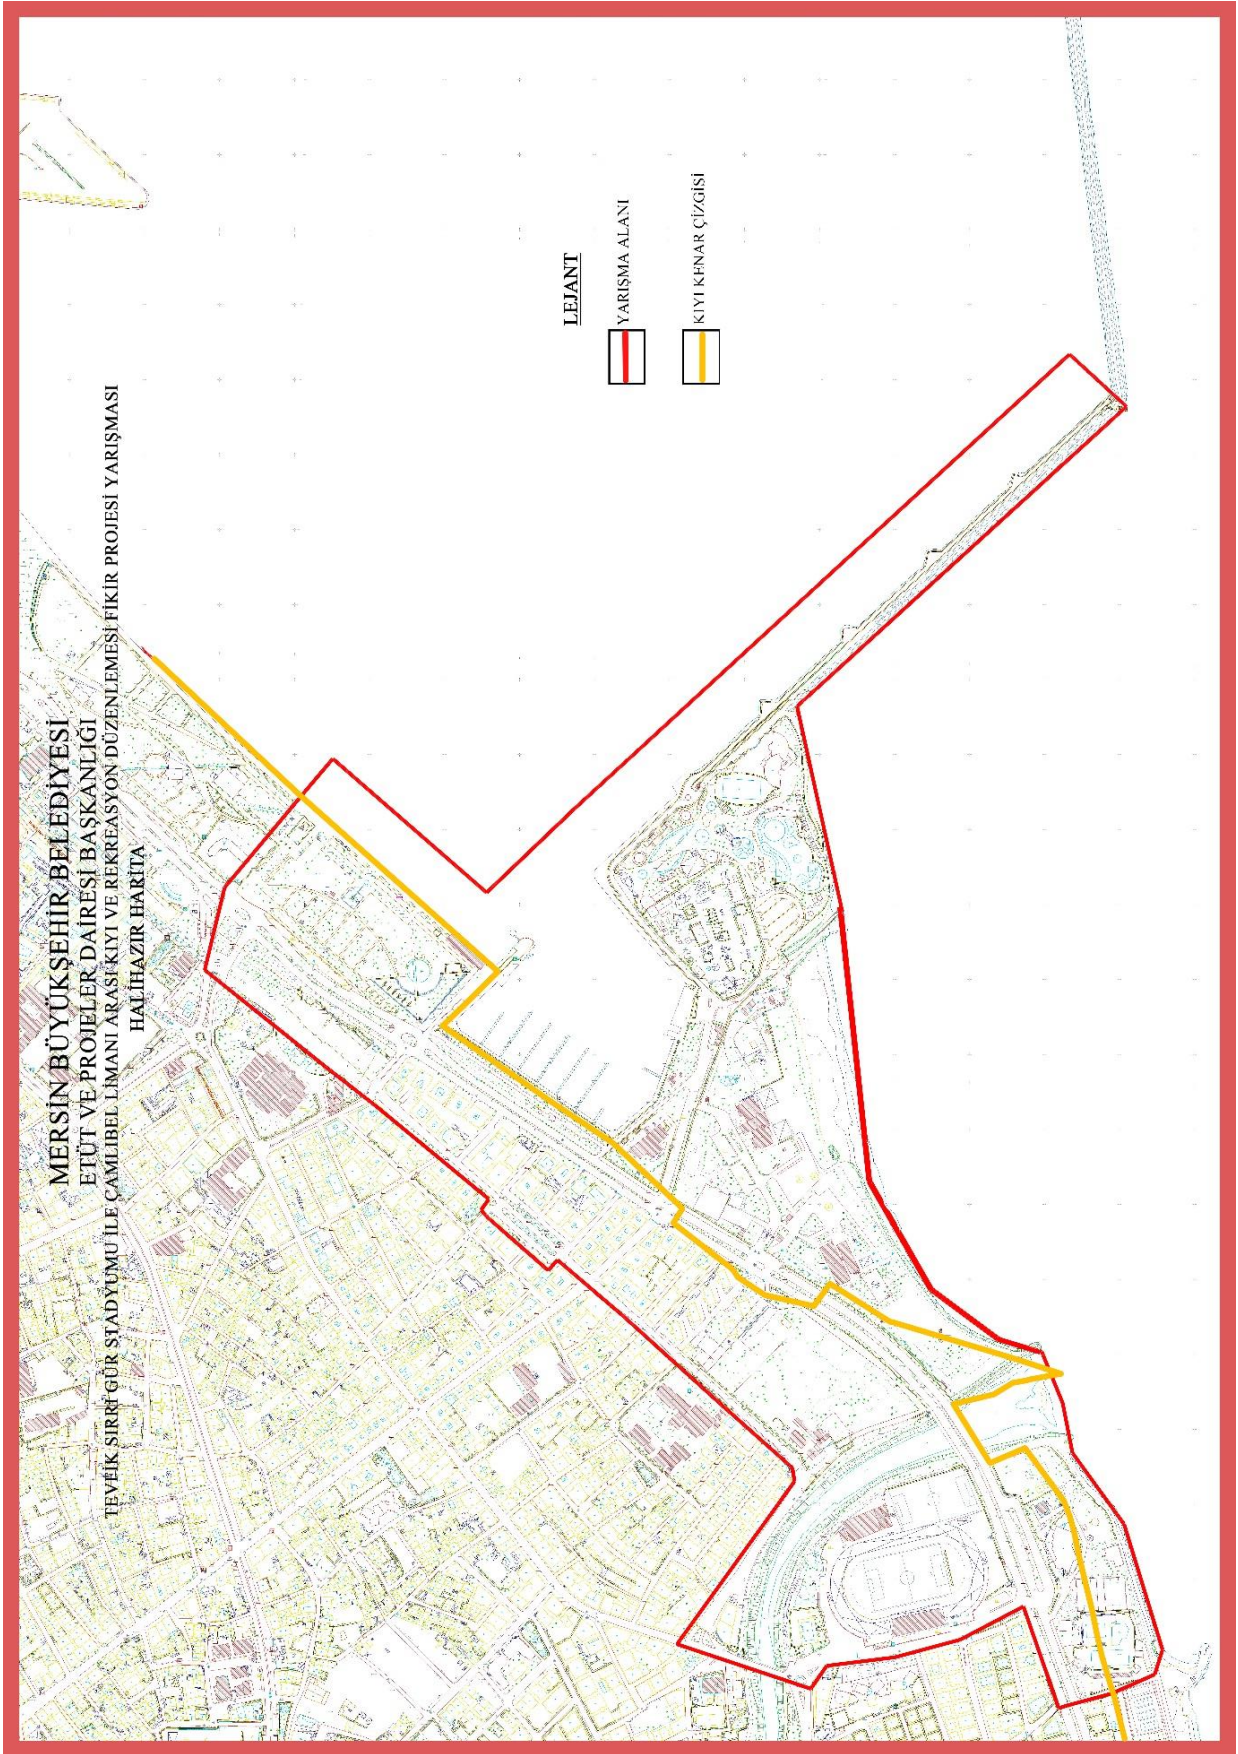 MERSİN BÜYÜKŞEHİR BELEDİYESİ
ETÜT VE PROJELER DAİRESİ BAŞKANLIĞI
TEVFİK SIRRI GÜR STADYUMU İLE ÇAMLIBEL LİMANI ARASI KIYI VE REKREASYON DÜZENLEMESİ FİKİR PROJESİ YARIŞMASI
HALİHAZIR HARİTA
LEJANT
YARIŞMA ALANI
KIYI KENAR ÇİZGİSİ